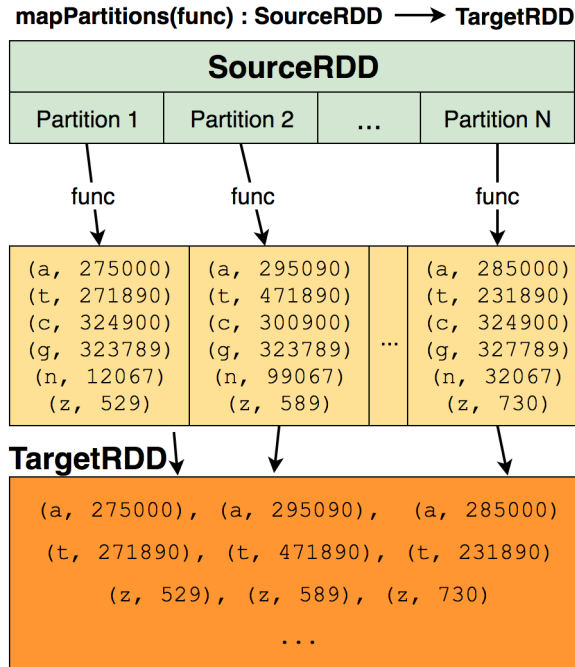 mapPartitions(func) : SourceRDD → TargetRDD
SourceRDD
Partition 1 Partition 2 ... Partition N
func func func
(a, 275000) (a, 295090) (a, 285000)
(t, 271890) (t, 471890) (t, 231890)
(c, 324900) (c, 300900) (c, 324900)
(g, 323789) (g, 323789) ... (g, 327789)
(n, 12067) (n, 99067) (n, 32067)
(z, 529) (z, 589) (z, 730)
TargetRDD
(a, 275000), (a, 295090), (a, 285000)
(t, 271890), (t, 471890), (t, 231890)
(z, 529), (z, 589), (z, 730)
...